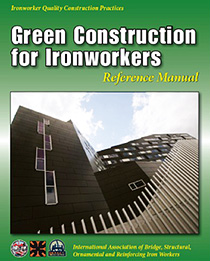 Ironworker Quality Construction Practices
Green Construction
for Ironworkers
Reference Manual
International Association of Bridge, Structural,
Ornamental and Reinforcing Iron Workers